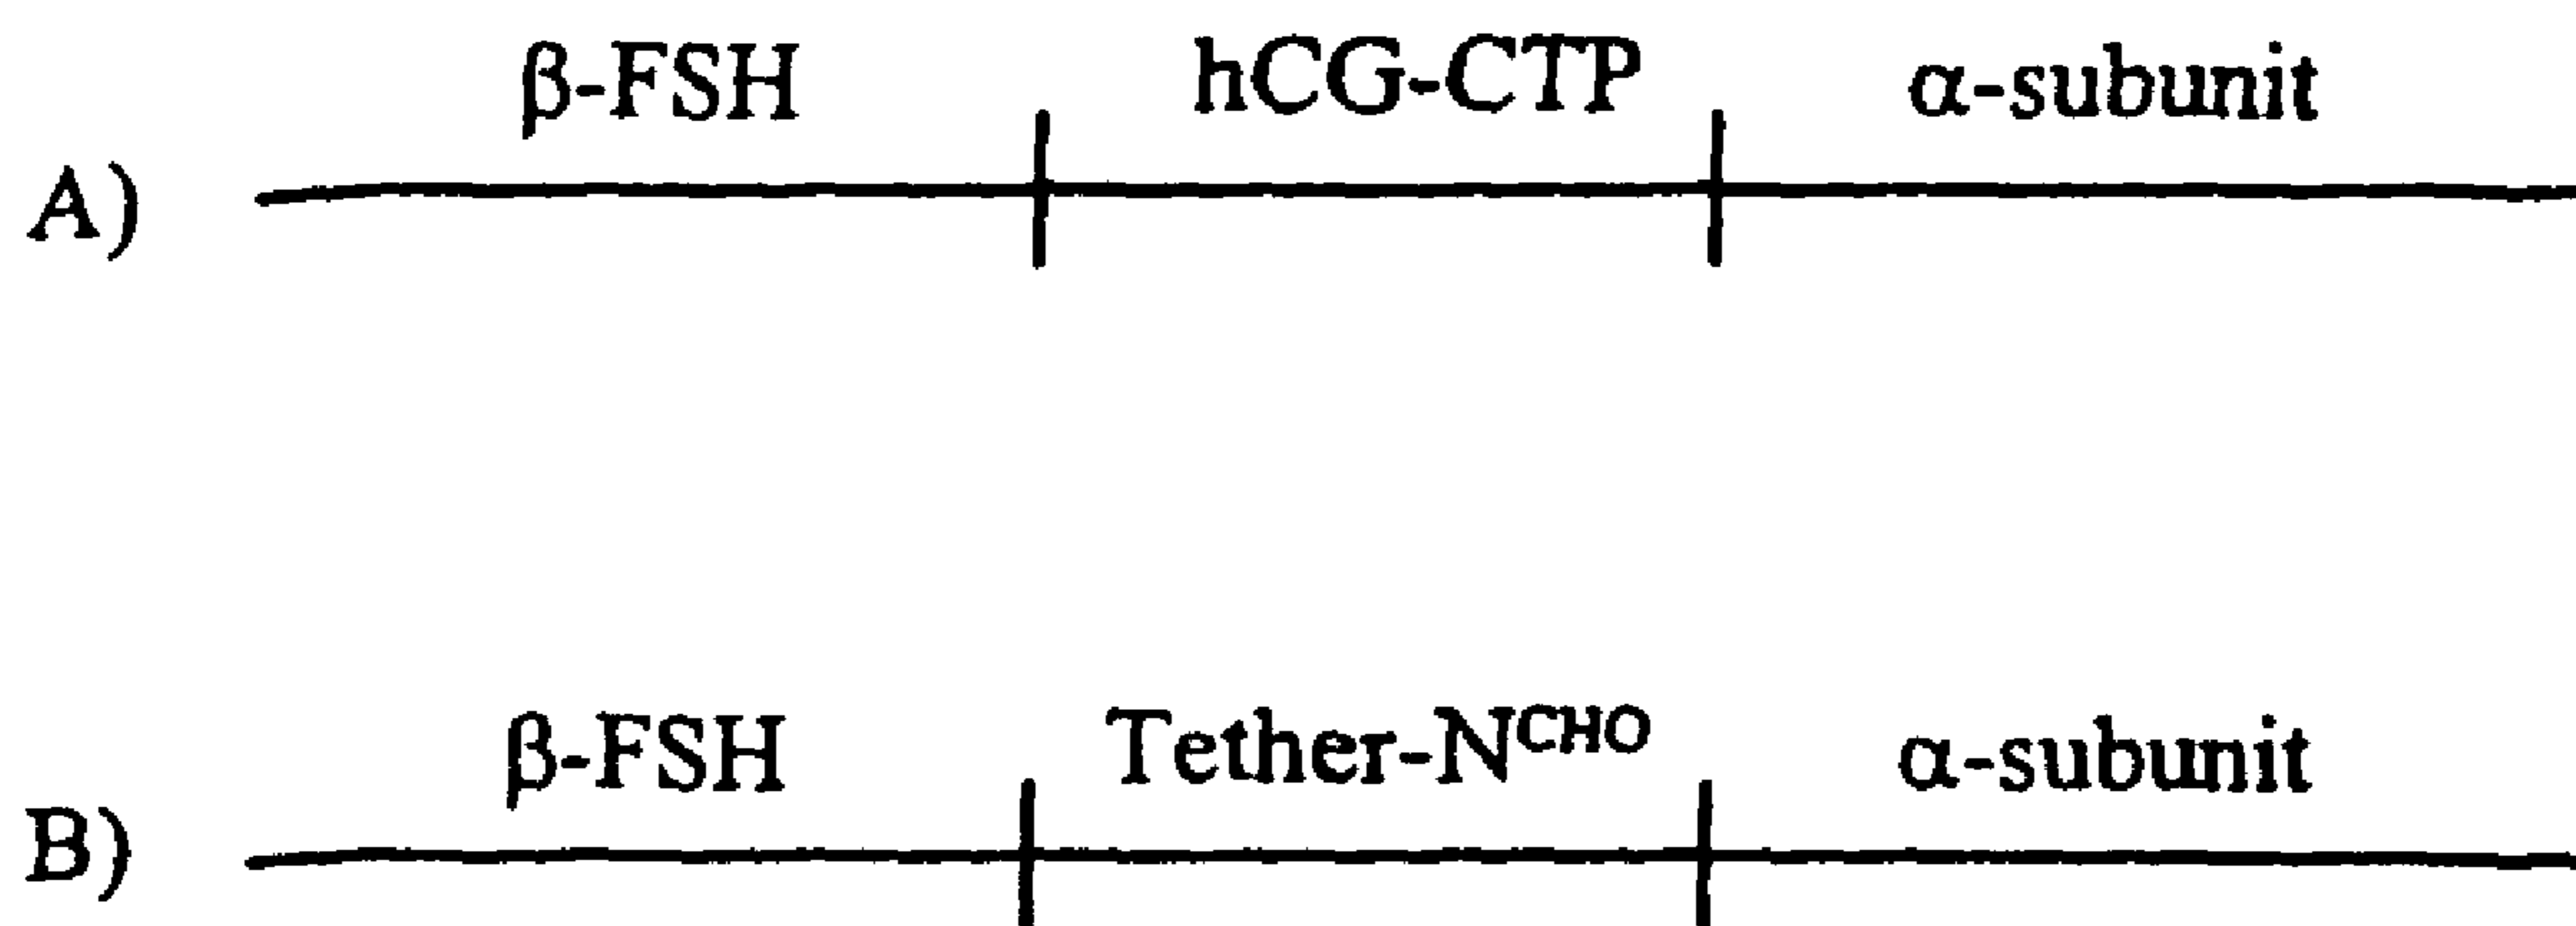 β-FSH hCG-CTP α-subunit
A)
β-FSH Tether-N^CHO α-subunit
B)